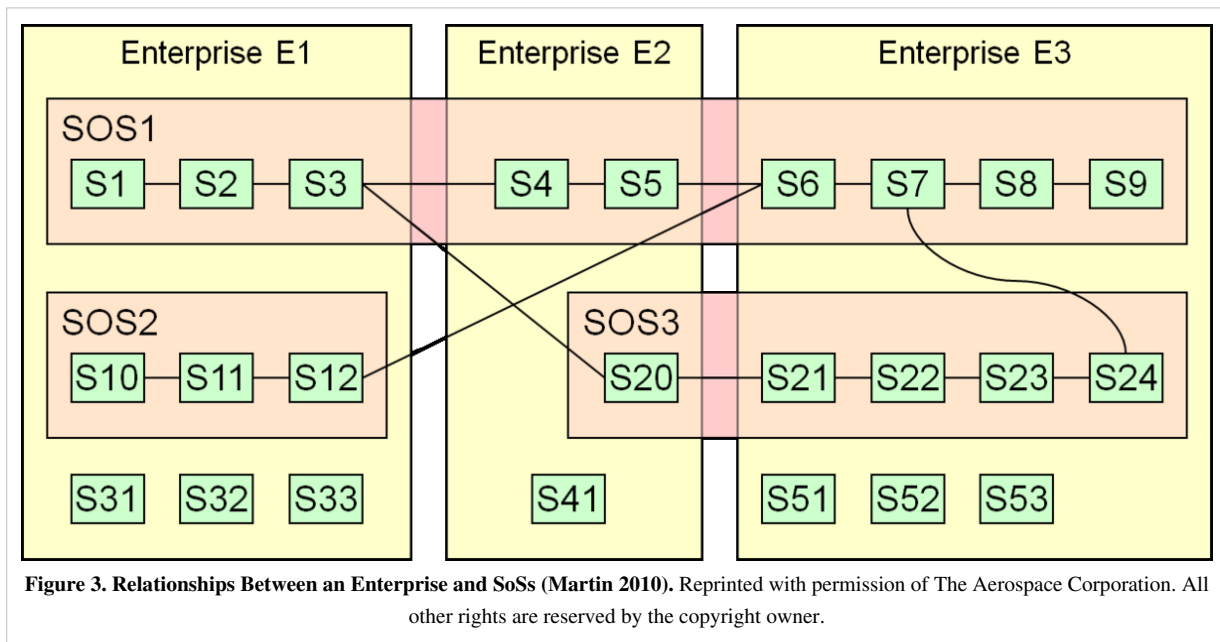 Enterprise E1 Enterprise E2 Enterprise E3
SOS1
S1 S2 S3 S4 S5 S6 S7 S8 S9
SOS2 SOS3
S10 S11 S12 S20 S21 S22 S23 S24
S31 S32 S33 S41 S51 S52 S53
Figure 3. Relationships Between an Enterprise and SoSs (Martin 2010). Reprinted with permission of The Aerospace Corporation. All
other rights are reserved by the copyright owner.